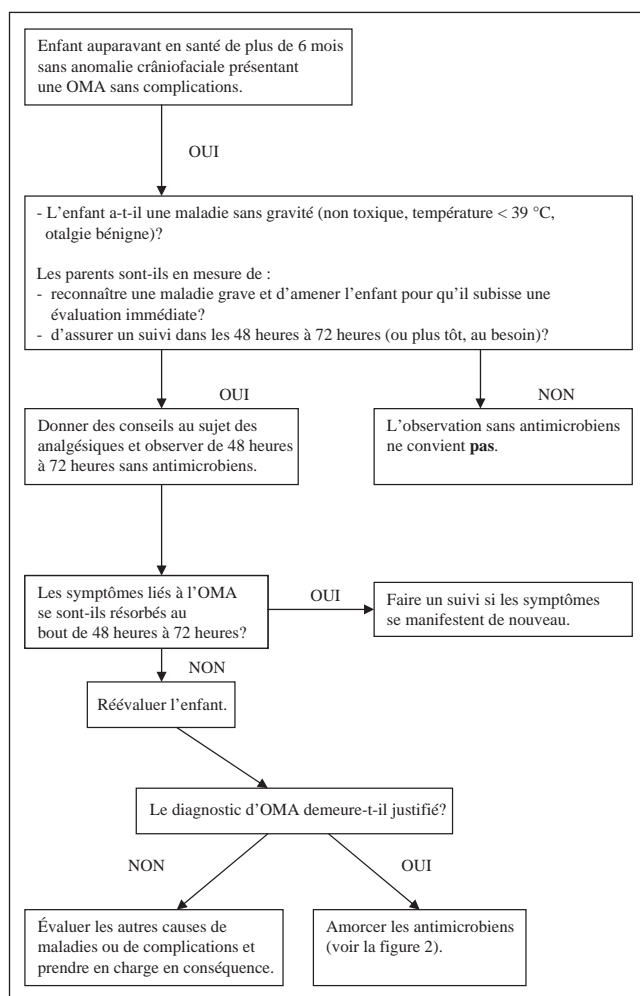 Enfant auparavant en santé de plus de 6 mois
sans anomalie crâniofaciale présentant
une OMA sans complications.
OUI
- L'enfant a-t-il une maladie sans gravité (non toxique, température < 39 °C,
otalgie bénigne)?
Les parents sont-ils en mesure de :
- reconnaître une maladie grave et d'amener l'enfant pour qu'il subisse une
évaluation immédiate?
- d'assurer un suivi dans les 48 heures à 72 heures (ou plus tôt, au besoin)?
OUI
NON
Donner des conseils au sujet des
analgésiques et observer de 48 heures
à 72 heures sans antimicrobiens.
L'observation sans antimicrobiens
ne convient pas.
Les symptômes liés à l'OMA
se sont-ils résorbés au
bout de 48 heures à 72 heures?
OUI
Faire un suivi si les symptômes
se manifestent de nouveau.
NON
Réévaluer l'enfant.
Le diagnostic d'OMA demeure-t-il justifié?
NON
OUI
Évaluer les autres causes de
maladies ou de complications et
prendre en charge en conséquence.
Amorcer les antimicrobiens
(voir la figure 2).